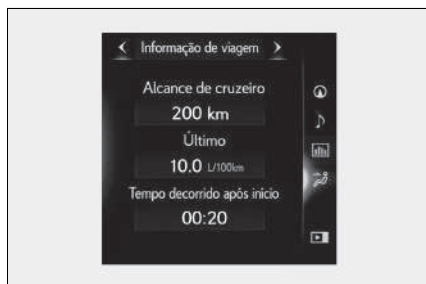 Informação de viagem
Alcance de cruzeiro
200 km
Último
10.0 L/100km
Tempo decorrido após início
00:20